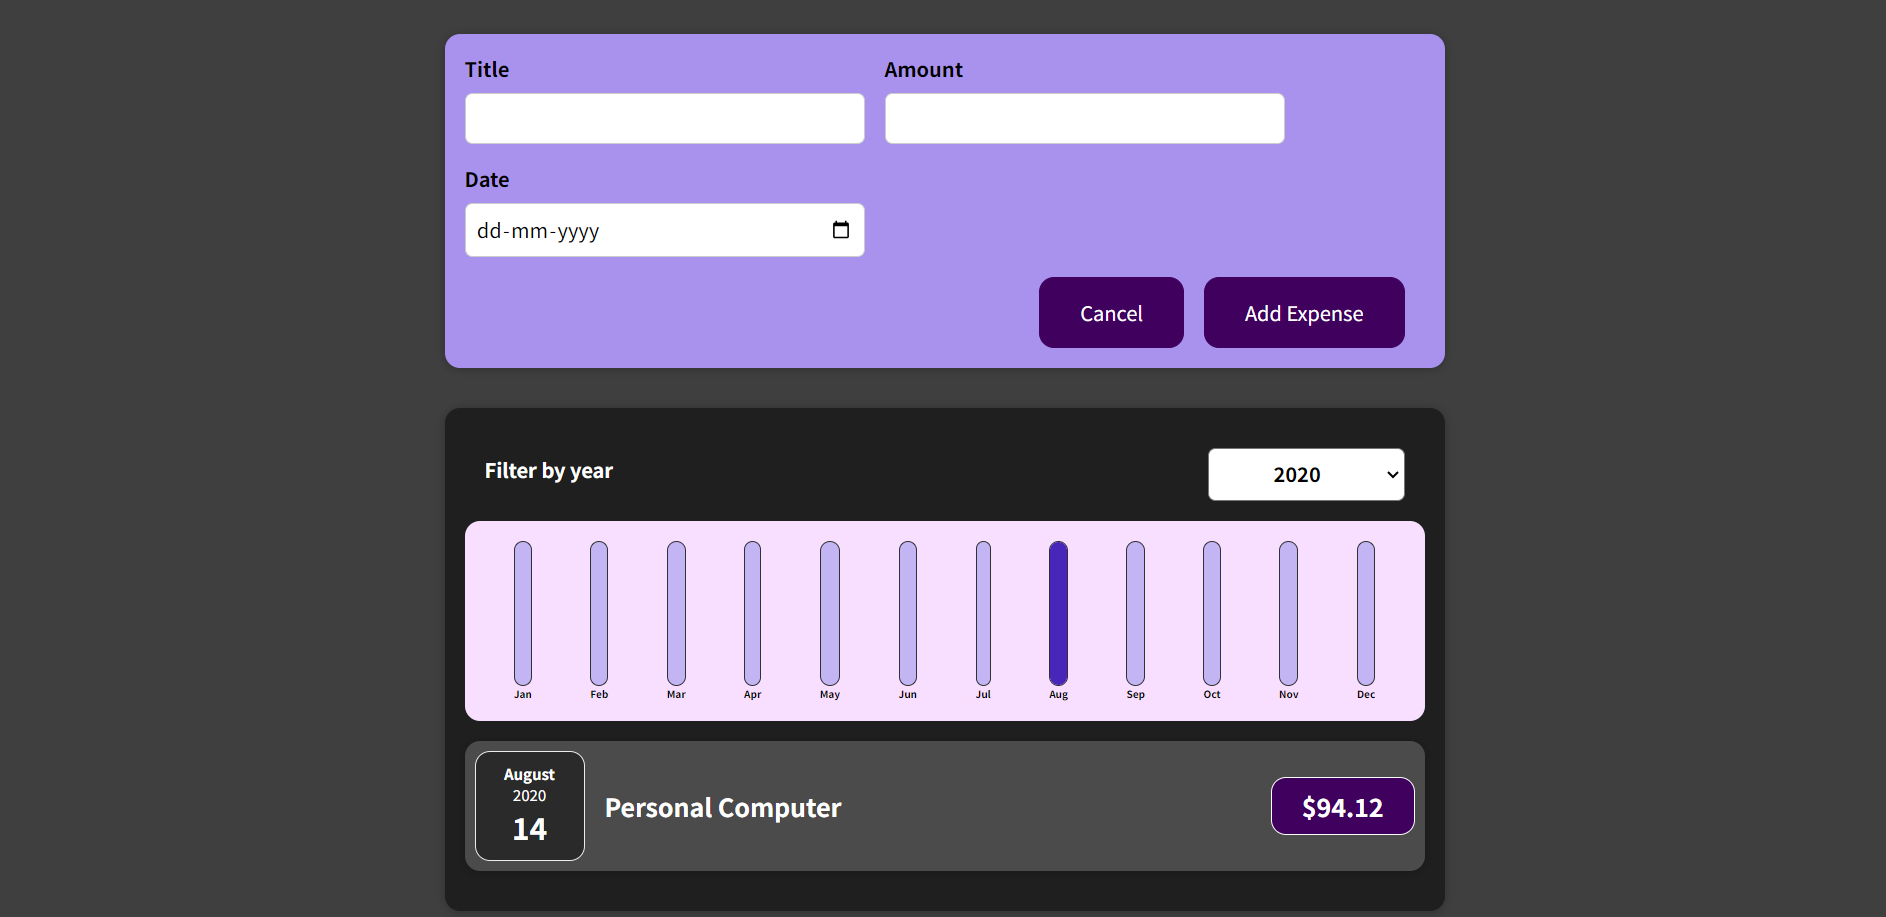 Title Amount
Date
dd-mm-yyyy
Cancel Add Expense
Filter by year 2020
Jan Feb Mar Apr May Jun Jul Aug Sep Oct Nov Dec
August
2020
14
Personal Computer
$94.12